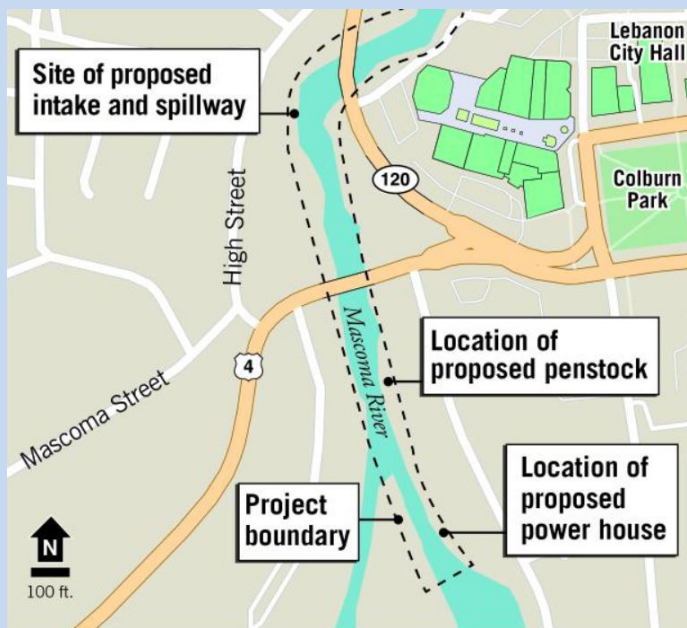 Lebanon
City Hall
Site of proposed
intake and spillway
120
Colburn
Park
High Street
Mascoma River
Location of
proposed penstock
4
Mascoma Street
Project
boundary
Location of
proposed
power house
N
100 ft.